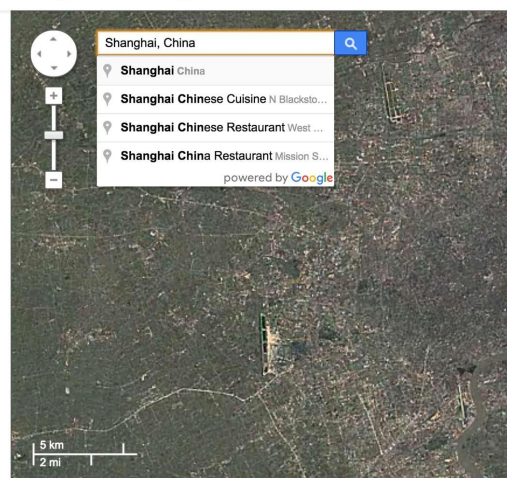 Shanghai, China
Shanghai China
Shanghai Chinese Cuisine N Blacksto...
Shanghai Chinese Restaurant West ...
Shanghai China Restaurant Mission S...
powered by Google
5 km
2 mi